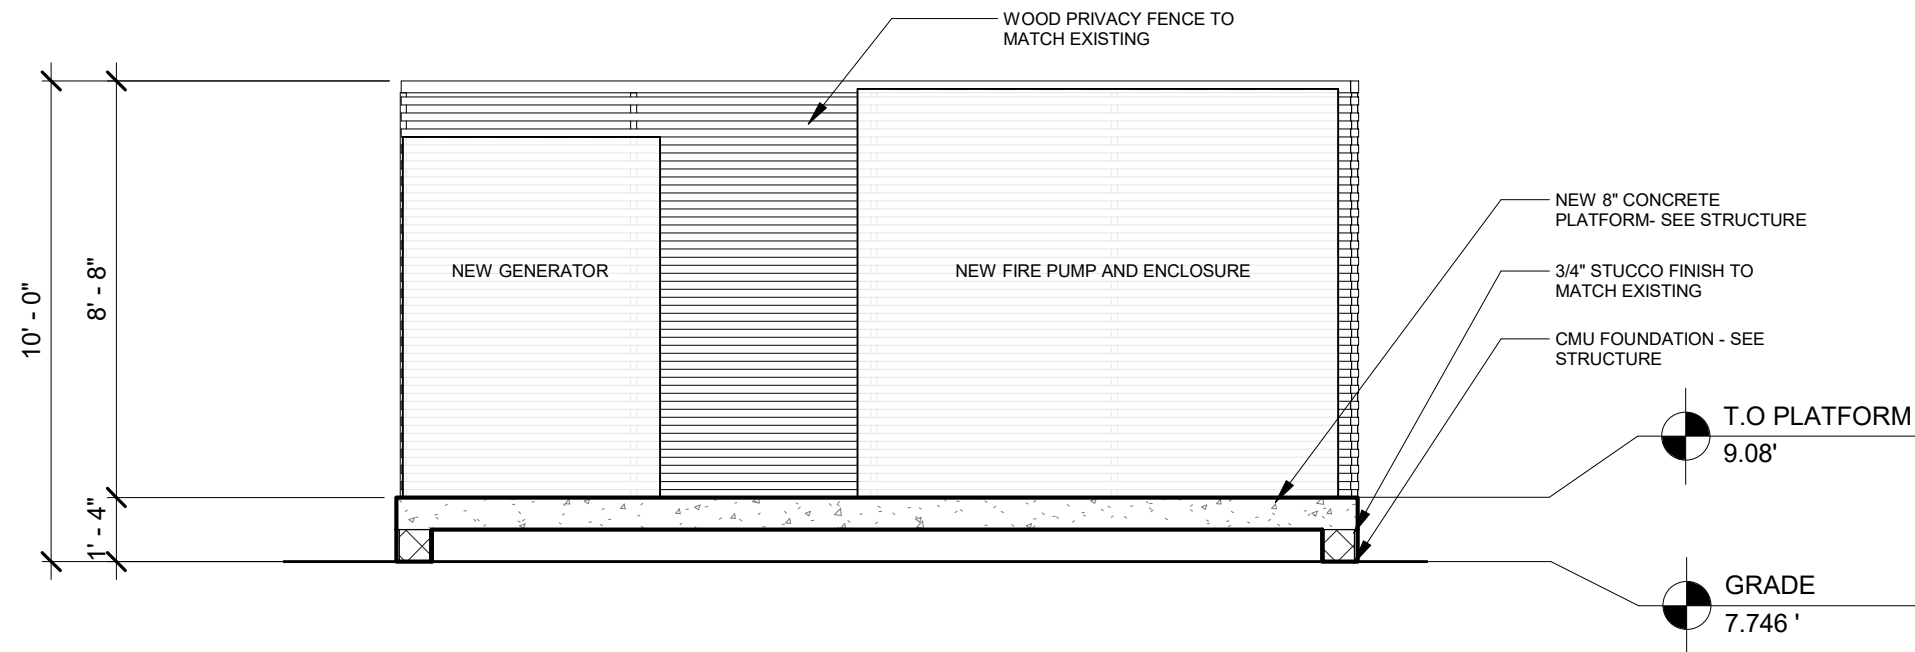 WOOD PRIVACY FENCE TO
MATCH EXISTING
10' - 0"
8' - 8"
1' - 4"
NEW GENERATOR
NEW FIRE PUMP AND ENCLOSURE
NEW 8" CONCRETE
PLATFORM- SEE STRUCTURE
3/4" STUCCO FINISH TO
MATCH EXISTING
CMU FOUNDATION - SEE
STRUCTURE
T.O PLATFORM
9.08'
GRADE
7.746 '